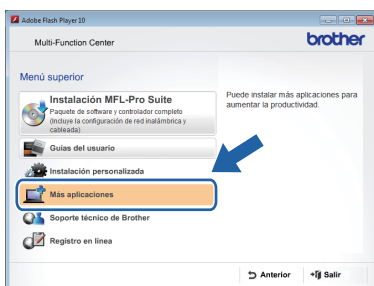 Adobe Flash Player 10
Multi-Function Center
brother
Menú superior
Instalación MFL-Pro Suite
Paquete de software y controlador completo
(incluye la configuración de red inalámbrica y
cableada)
Puede instalar más aplicaciones para
aumentar la productividad.
Guías del usuario
Instalación personalizada
Más aplicaciones
Soporte técnico de Brother
Registro en línea
Anterior
Salir